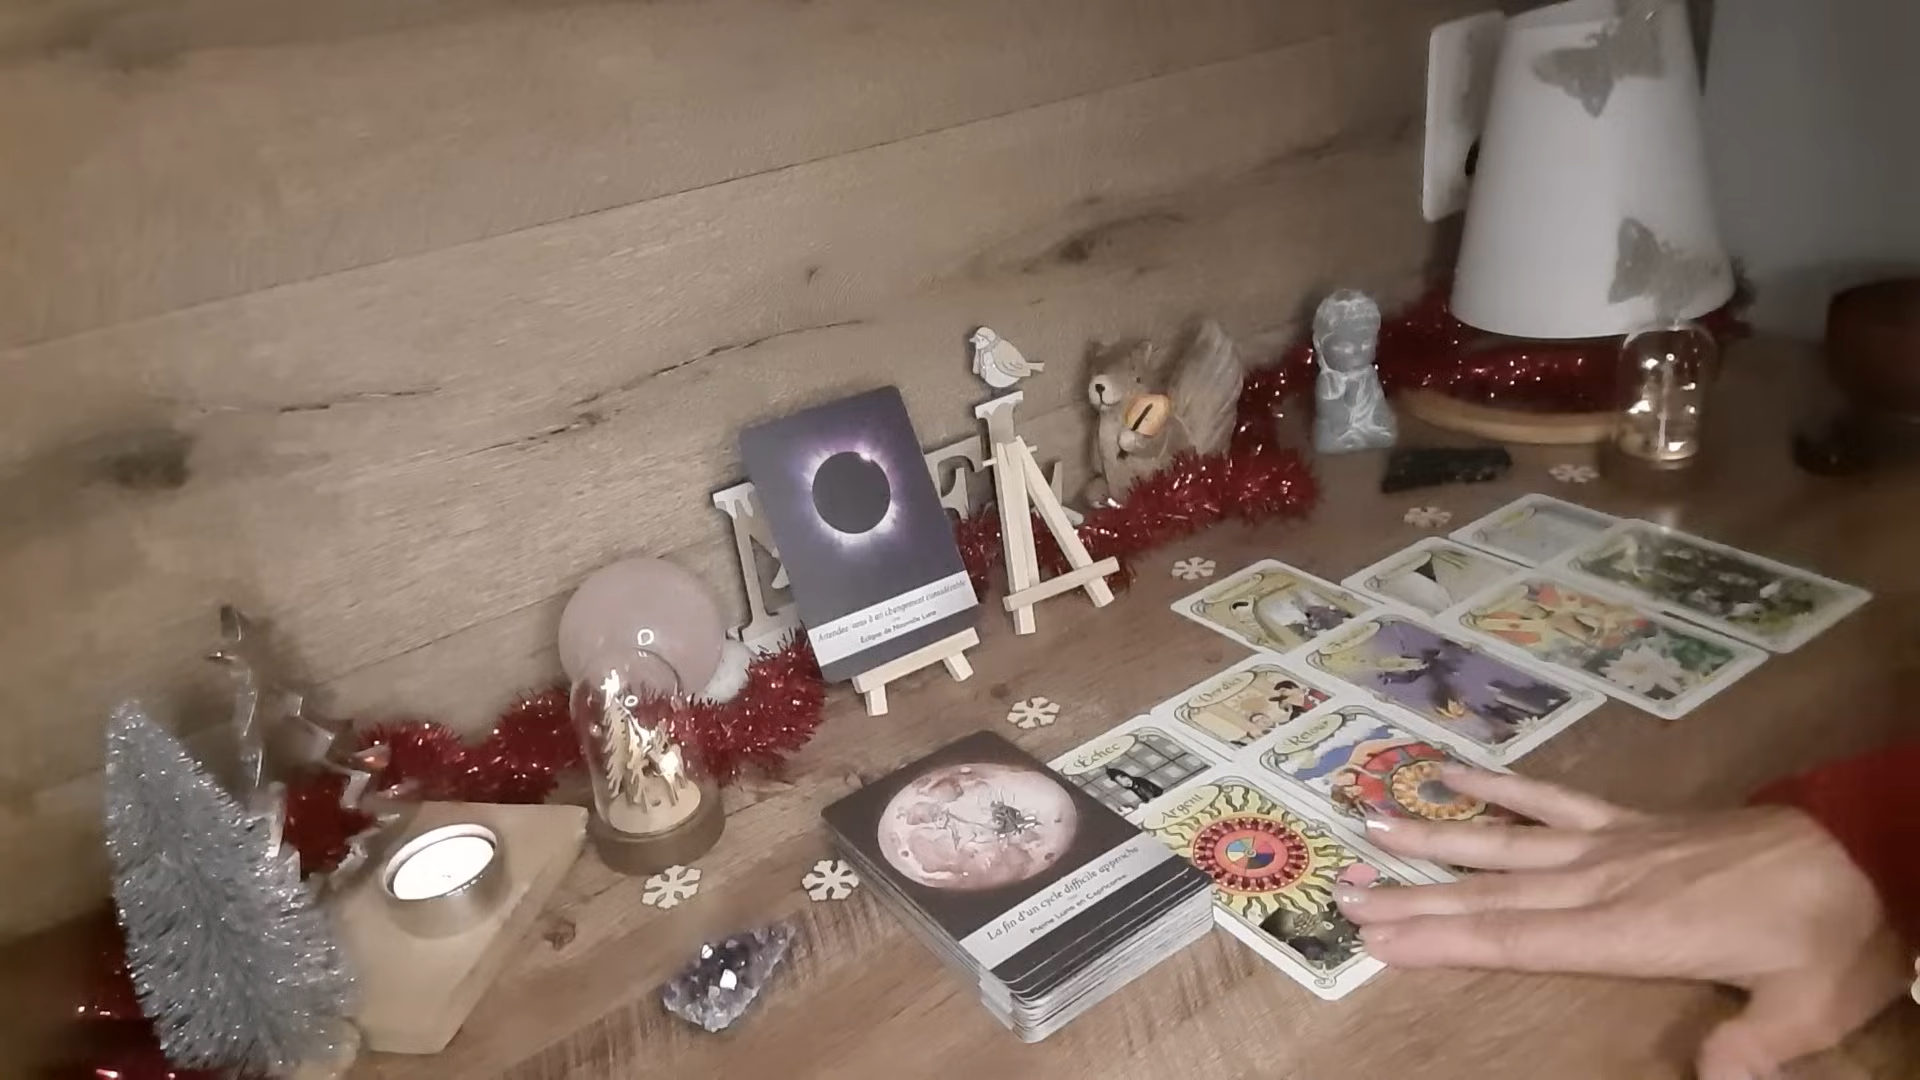 Attendez-vous à un changement considérable
Éclipse de Nouvelle Lune
La fin d'un cycle difficile approche
Pleine Lune en Capricorne
Échec
Verdict
Retour
Argent